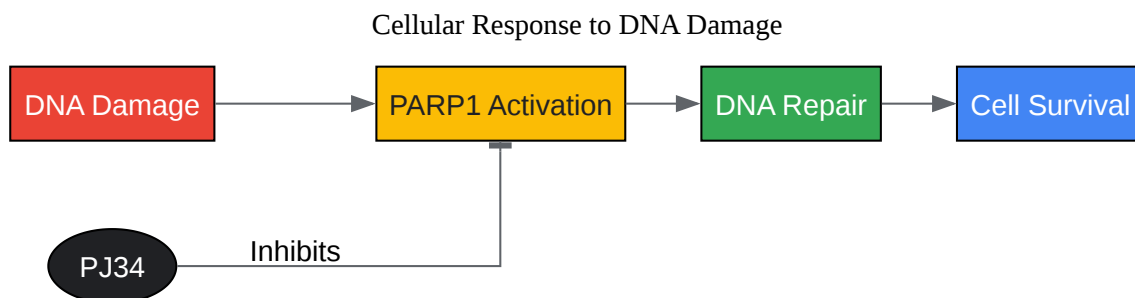 Cellular Response to DNA Damage
DNA Damage
PARP1 Activation
DNA Repair
Cell Survival
Inhibits
PJ34